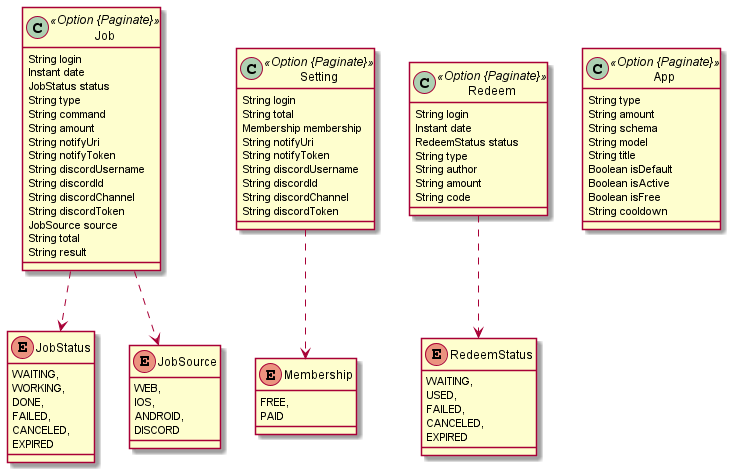 C «Option {Paginate}»
Job
String login
Instant date
JobStatus status
String type
String command
String amount
String notifyUri
String notifyToken
String discordUsername
String discordId
String discordChannel
String discordToken
JobSource source
String total
String result
C «Option {Paginate}»
Setting
String login
String total
Membership membership
String notifyUri
String notifyToken
String discordUsername
String discordId
String discordChannel
String discordToken
C «Option {Paginate}»
Redeem
String login
Instant date
RedeemStatus status
String type
String author
String amount
String code
C «Option {Paginate}»
App
String type
String amount
String schema
String model
String title
Boolean isDefault
Boolean isActive
Boolean isFree
String cooldown
E JobStatus
WAITING,
WORKING,
DONE,
FAILED,
CANCELED,
EXPIRED
E JobSource
WEB,
IOS,
ANDROID,
DISCORD
E Membership
FREE,
PAID
E RedeemStatus
WAITING,
USED,
FAILED,
CANCELED,
EXPIRED